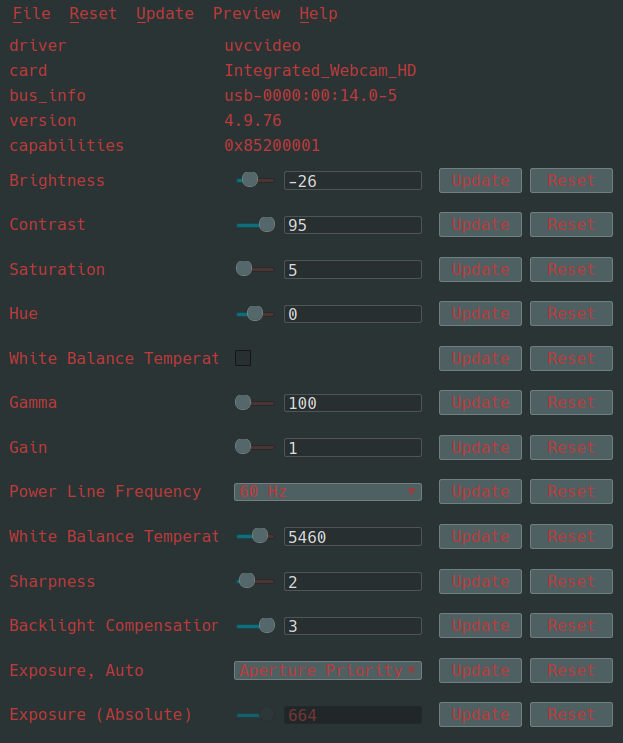 File Reset Update Preview Help
driver uvcvideo
card Integrated_Webcam_HD
bus_info usb-0000:00:14.0-5
version 4.9.76
capabilities 0x85200001
Brightness -26 Update Reset
Contrast 95 Update Reset
Saturation 5 Update Reset
Hue 0 Update Reset
White Balance Temperat Update Reset
Gamma 100 Update Reset
Gain 1 Update Reset
Power Line Frequency 60 Hz Update Reset
White Balance Temperat 5460 Update Reset
Sharpness 2 Update Reset
Backlight Compensation 3 Update Reset
Exposure, Auto Aperture Priority Update Reset
Exposure (Absolute) 664 Update Reset